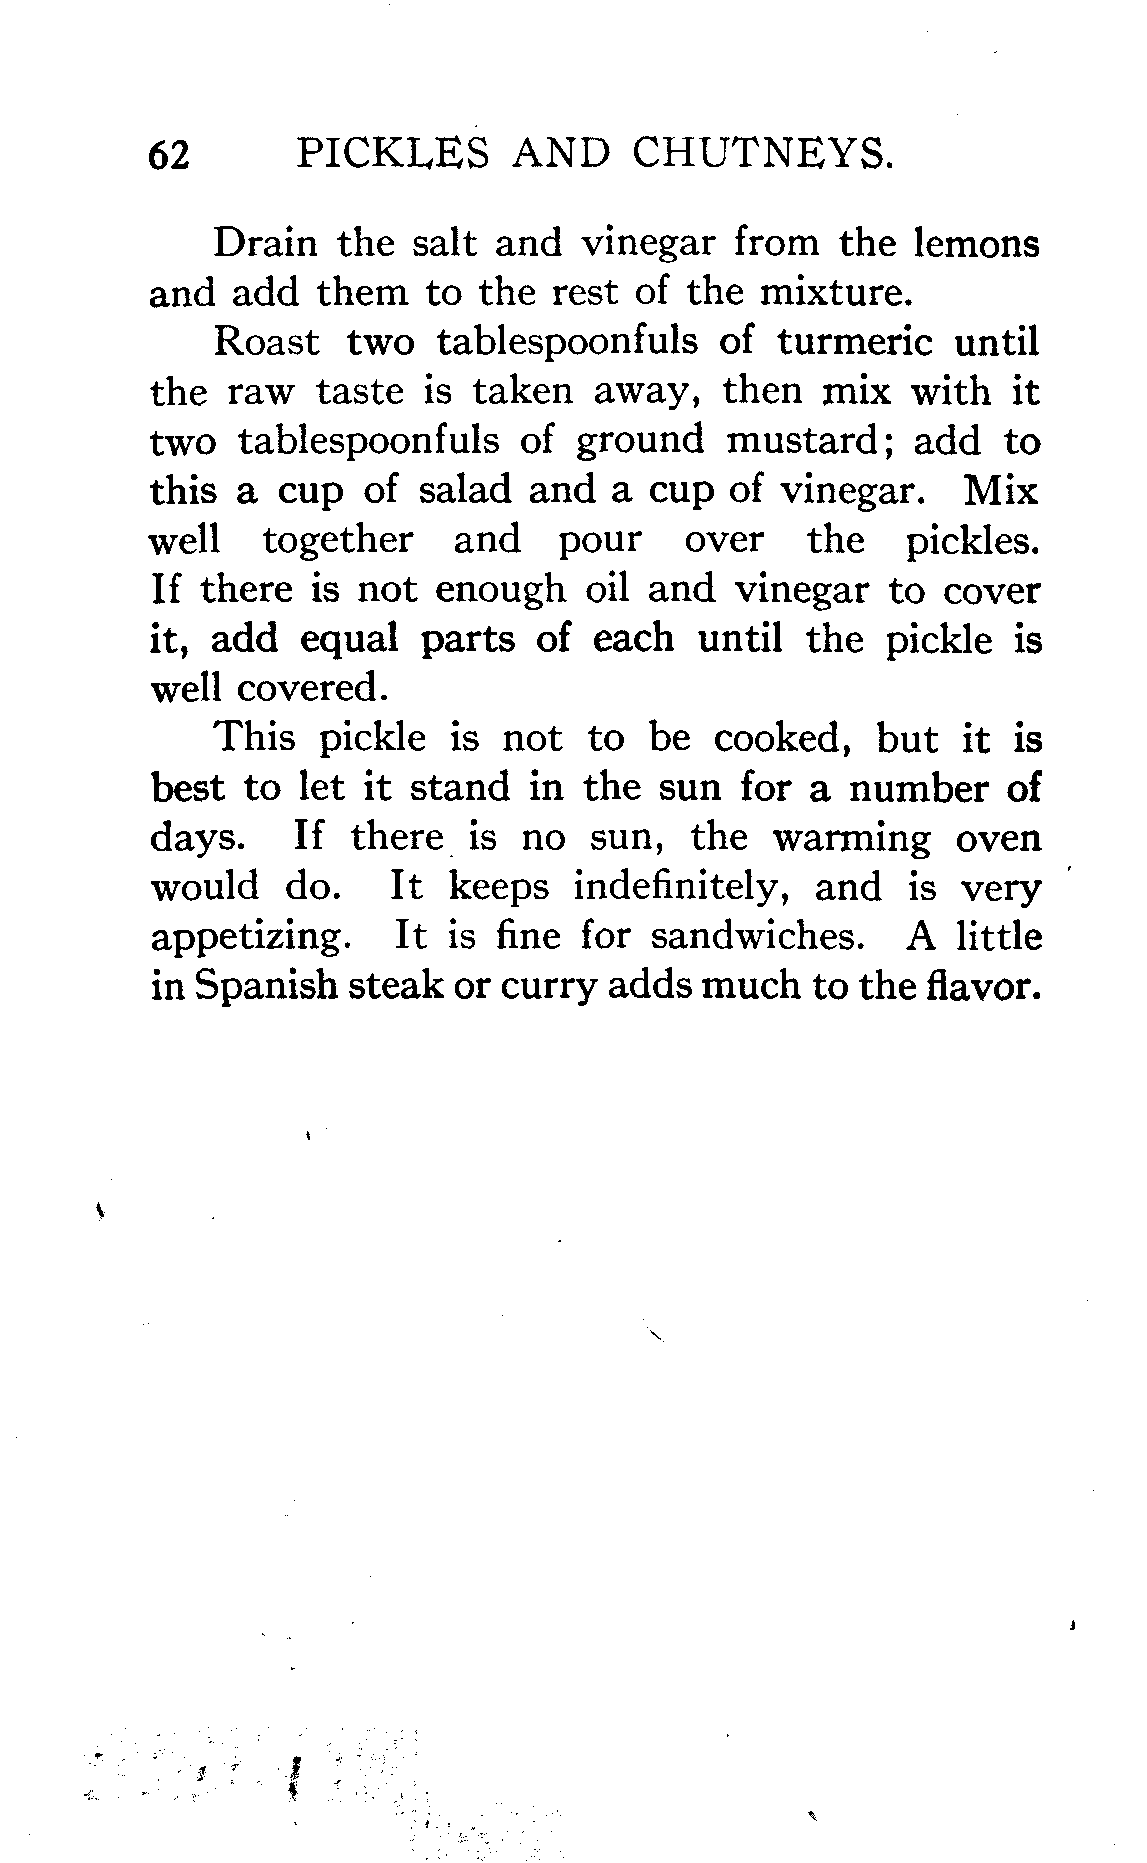 62 PICKLES AND CHUTNEYS.
Drain the salt and vinegar from the lemons
and add them to the rest of the mixture.
Roast two tablespoonfuls of turmeric until
the raw taste is taken away, then mix with it
two tablespoonfuls of ground mustard; add to
this a cup of salad and a cup of vinegar. Mix
well together and pour over the pickles.
If there is not enough oil and vinegar to cover
it, add equal parts of each until the pickle is
well covered.
This pickle is not to be cooked, but it is
best to let it stand in the sun for a number of
days. If there is no sun, the warming oven
would do. It keeps indefinitely, and is very
appetizing. It is fine for sandwiches. A little
in Spanish steak or curry adds much to the flavor.